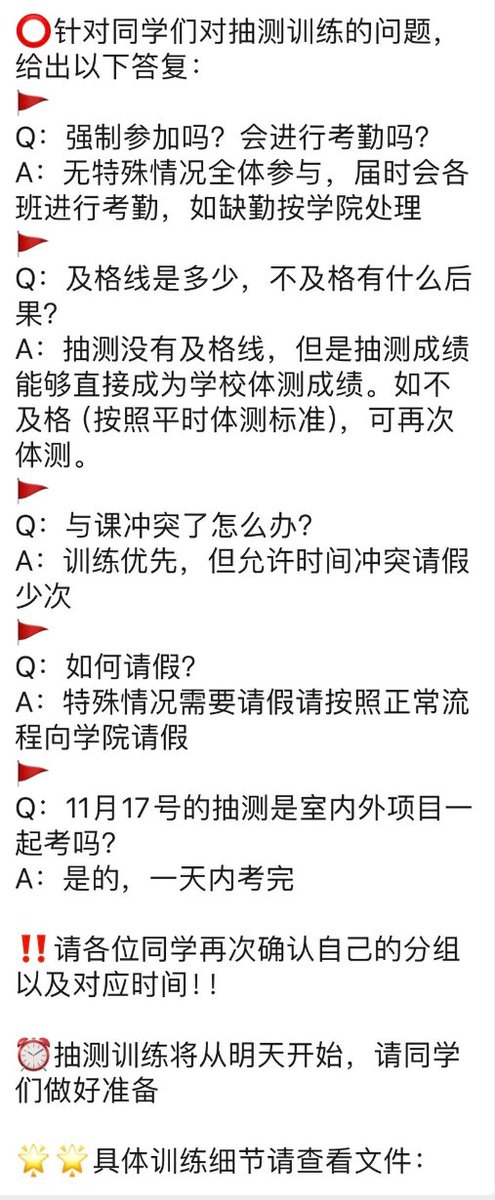 ⭕针对同学们对抽测训练的问题，
给出以下答复：
🚩
Q：强制参加吗？会进行考勤吗？
A：无特殊情况全体参与，届时会各
班进行考勤，如缺勤按学院处理
🚩
Q：及格线是多少，不及格有什么后
果？
A：抽测没有及格线，但是抽测成绩
能够直接成为学校体测成绩。如不
及格（按照平时体测标准），可再次
体测。
🚩
Q：与课冲突了怎么办？
A：训练优先，但允许时间冲突请假
少次
🚩
Q：如何请假？
A：特殊情况需要请假请按照正常流
程向学院请假
🚩
Q：11月17号的抽测是室内外项目一
起考吗？
A：是的，一天内考完
‼️请各位同学再次确认自己的分组
以及对应时间！！
⏰抽测训练将从明天开始，请同学
们做好准备
🌟🌟具体训练细节请查看文件：